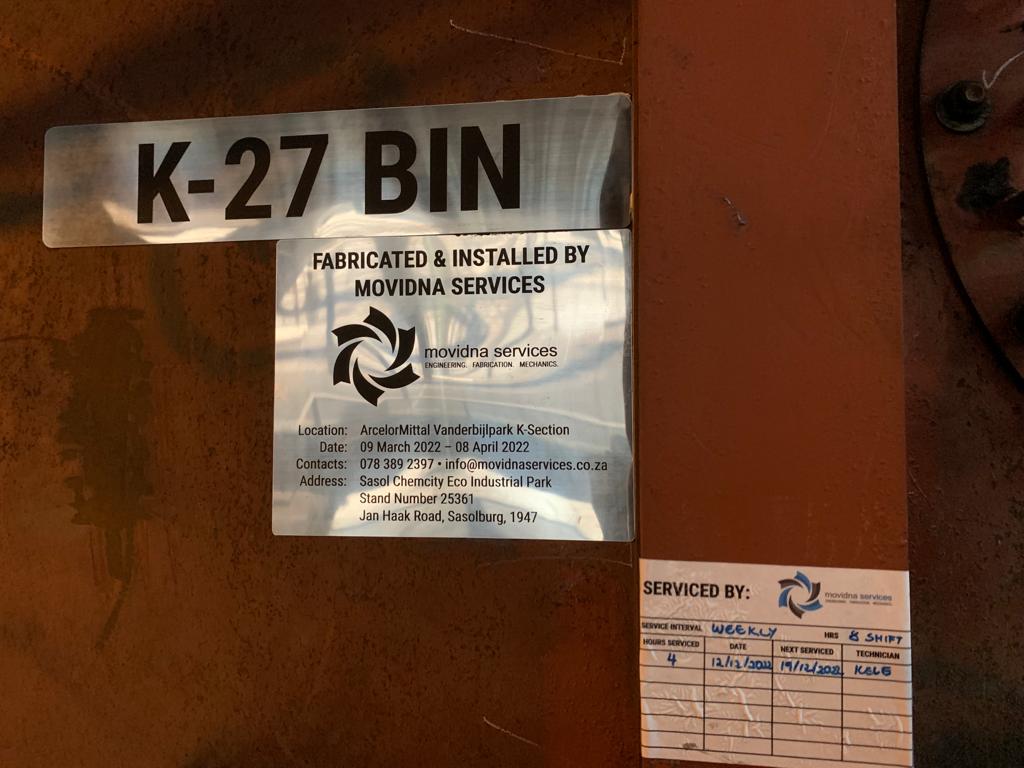 K-27 BIN
FABRICATED & INSTALLED BY
MOVIDNA SERVICES
movidna services
ENGINEERING. FABRICATION. MECHANICS.
Location: ArcelorMittal Vanderbijlpark K-Section
Date: 09 March 2022 – 08 April 2022
Contacts: 078 389 2397 • info@movidnaservices.co.za
Address: Sasol Chemcity Eco Industrial Park
Stand Number 25361
Jan Haak Road, Sasolburg, 1947
SERVICED BY:
movidna services
ENGINEERING. FABRICATION. MECHANICS.
SERVICE INTERVAL WEEKLY HRS 8 SHIFT
HOURS SERVICED DATE NEXT SERVICED TECHNICIAN
4 12/12/2022 19/12/2022 KELE